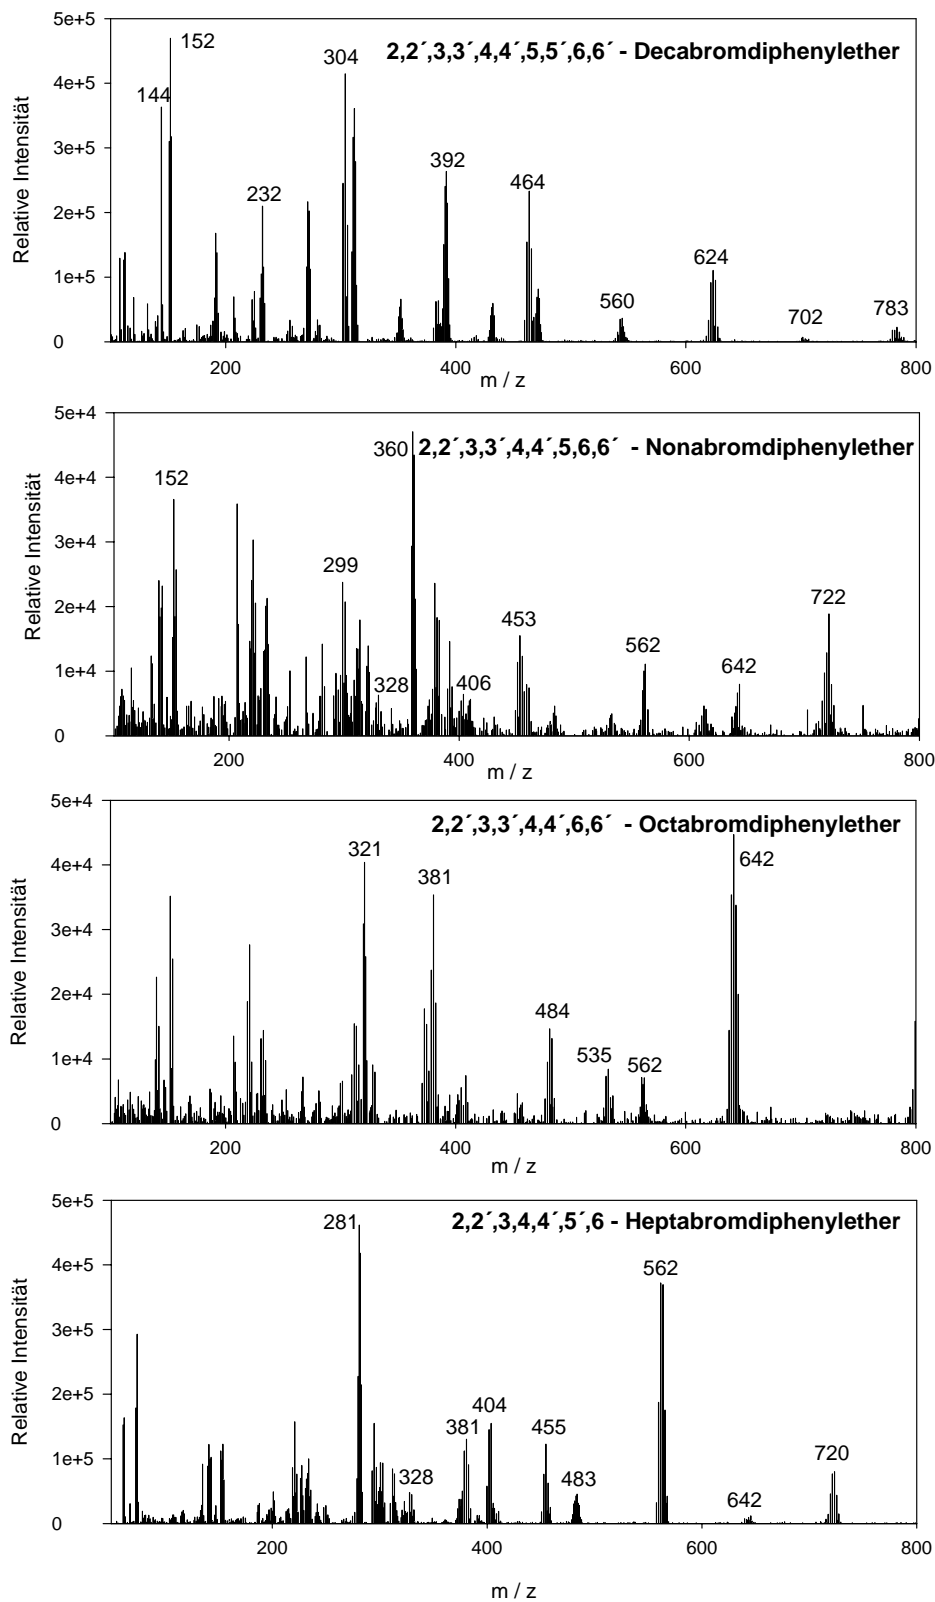 5e+5
152
2,2´,3,3´,4,4´,5,5´,6,6´ - Decabromdiphenylether
304
4e+5
144
3e+5
392
464
232
2e+5
624
1e+5
560
702
783
0
200
400
600
800
m / z
Relative Intensität
5e+4
360
2,2´,3,3´,4,4´,5,6,6´ - Nonabromdiphenylether
152
4e+4
3e+4
299
722
2e+4
453
562
642
1e+4
328
406
0
200
400
600
800
m / z
Relative Intensität
5e+4
2,2´,3,3´,4,4´,6,6´ - Octabromdiphenylether
321
642
4e+4
381
3e+4
2e+4
484
535
562
1e+4
0
200
400
600
800
m / z
Relative Intensität
5e+5
281
2,2´,3,4,4´,5´,6 - Heptabromdiphenylether
562
4e+5
3e+5
2e+5
404
381
455
720
1e+5
328
483
642
0
200
400
600
800
m / z
Relative Intensität